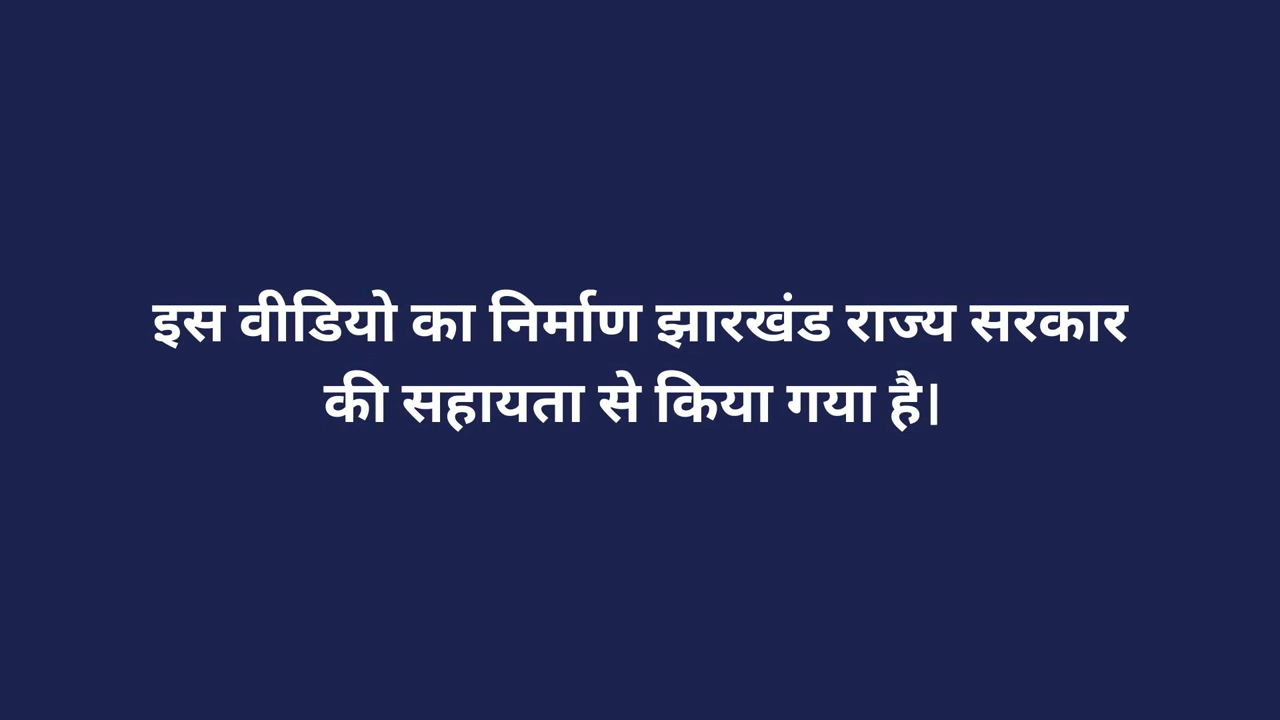 इस वीडियो का निर्माण झारखंड राज्य सरकार
की सहायता से किया गया है।